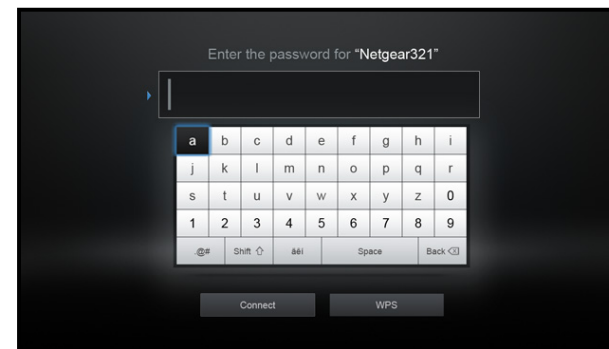 Enter the password for “Netgear321”
a b c d e f g h i
j k l m n o p q r
s t u v w x y z 0
1 2 3 4 5 6 7 8 9
.@# Shift âëì Space Back
Connect WPS